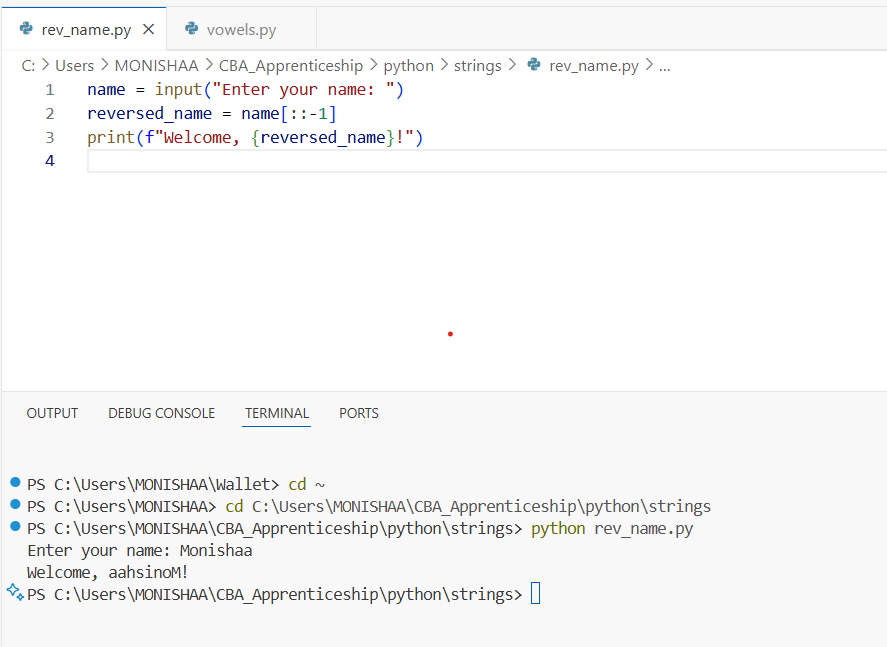 rev_name.py × vowels.py
C: > Users > MONISHAA > CBA_Apprenticeship > python > strings > rev_name.py > ...
1 name = input("Enter your name: ")
2 reversed_name = name[::-1]
3 print(f"Welcome, {reversed_name}!")
4
OUTPUT DEBUG CONSOLE TERMINAL PORTS
PS C:\Users\MONISHAA\Wallet> cd ~
PS C:\Users\MONISHAA> cd C:\Users\MONISHAA\CBA_Apprenticeship\python\strings
PS C:\Users\MONISHAA\CBA_Apprenticeship\python\strings> python rev_name.py
Enter your name: Monishaa
Welcome, aahsinoM!
PS C:\Users\MONISHAA\CBA_Apprenticeship\python\strings>